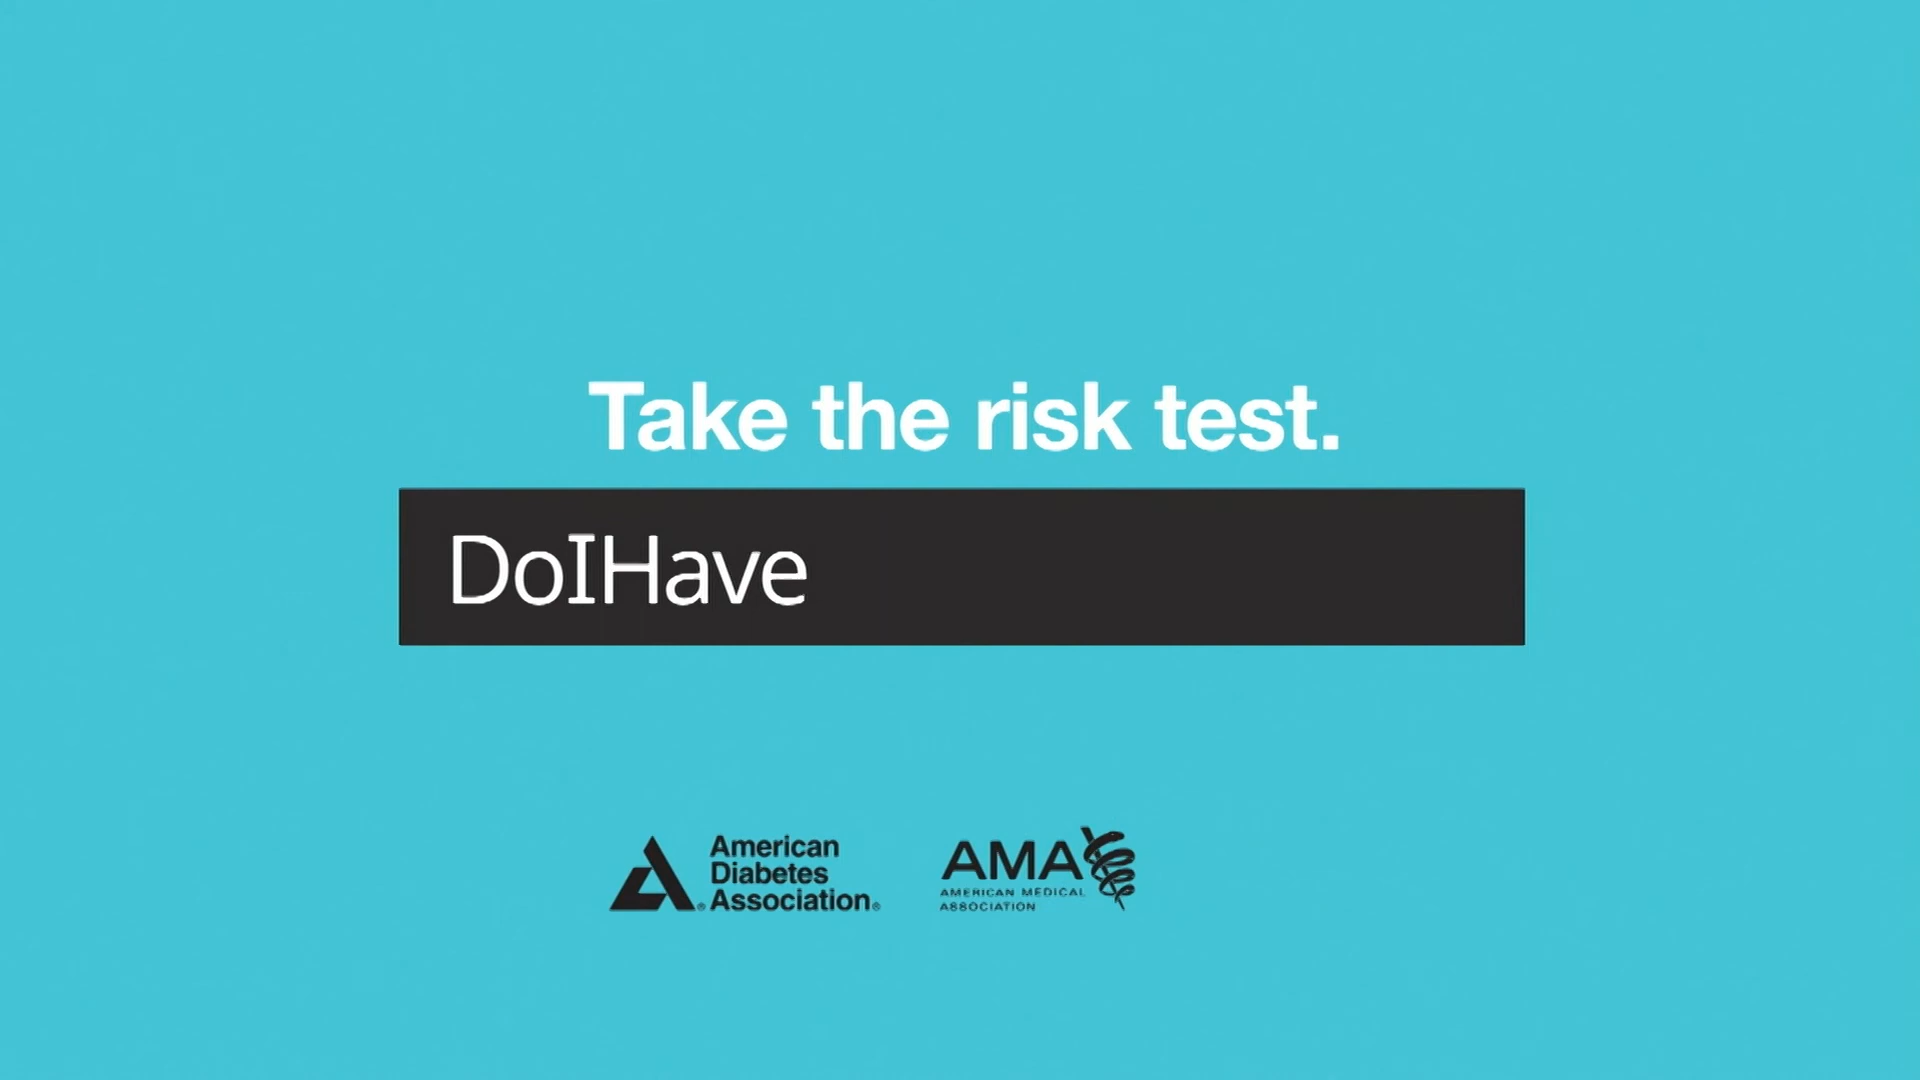 Take the risk test.
DoIHave
American
Diabetes
Association®
AMA
AMERICAN MEDICAL
ASSOCIATION